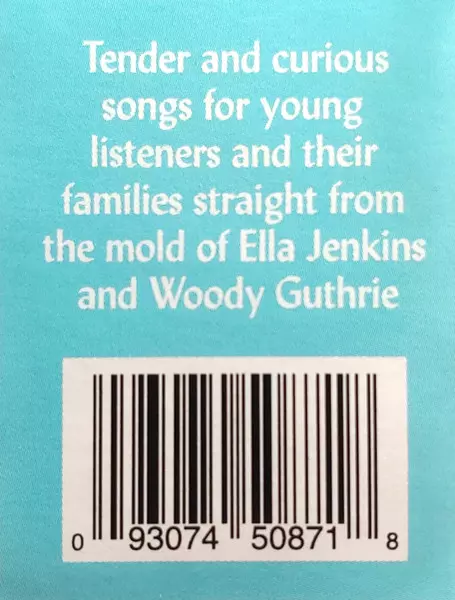 Tender and curious
songs for young
listeners and their
families straight from
the mold of Ella Jenkins
and Woody Guthrie
0 93074 50871 8